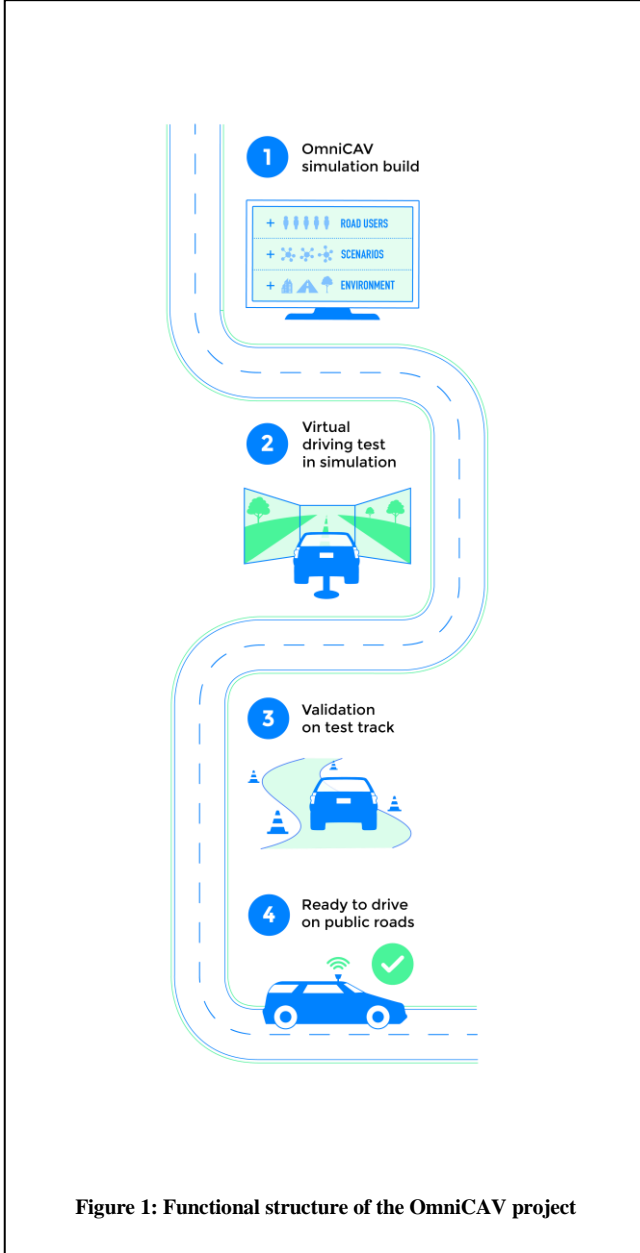 1
OmniCAV
simulation build
+ ROAD USERS
+ SCENARIOS
+ ENVIRONMENT
2
Virtual
driving test
in simulation
3
Validation
on test track
4
Ready to drive
on public roads
Figure 1: Functional structure of the OmniCAV project